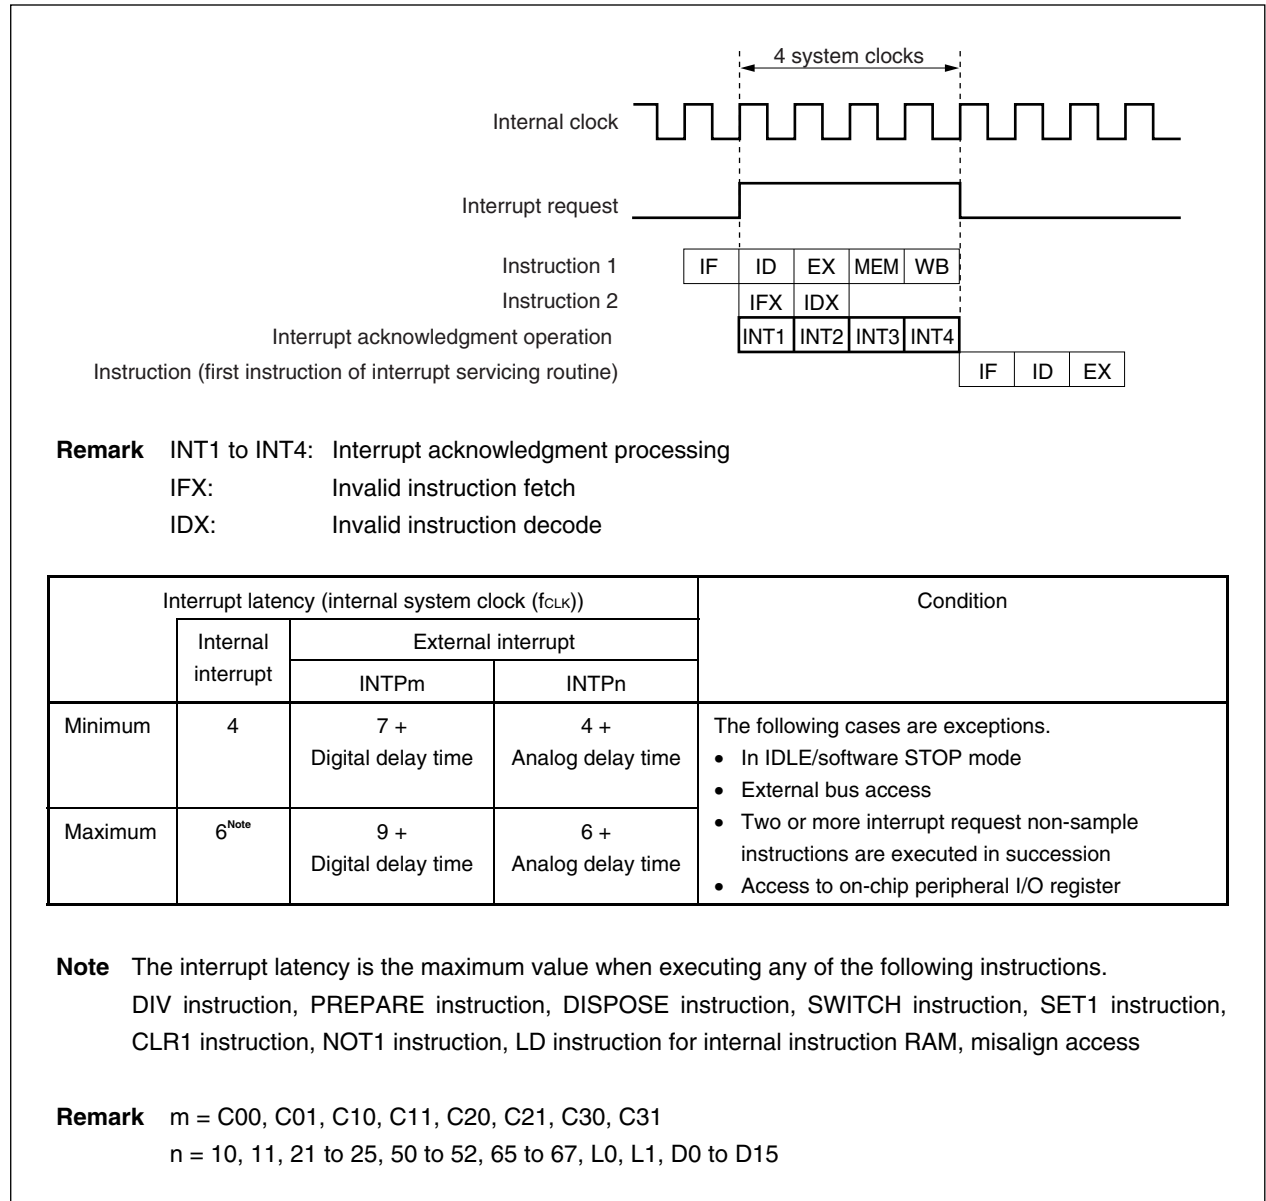 4 system clocks
Internal clock
Interrupt request
Instruction 1 IF ID EX MEM WB
Instruction 2 IFX IDX
Interrupt acknowledgment operation INT1 INT2 INT3 INT4
Instruction (first instruction of interrupt servicing routine) IF ID EX
Remark INT1 to INT4: Interrupt acknowledgment processing
IFX: Invalid instruction fetch
IDX: Invalid instruction decode
Interrupt latency (internal system clock (fCLK)) Condition
Internal interrupt External interrupt
INTPm INTPn
Minimum 4 7 + Digital delay time 4 + Analog delay time
Maximum 6Note 9 + Digital delay time 6 + Analog delay time
The following cases are exceptions.
• In IDLE/software STOP mode
• External bus access
• Two or more interrupt request non-sample
instructions are executed in succession
• Access to on-chip peripheral I/O register
Note The interrupt latency is the maximum value when executing any of the following instructions.
DIV instruction, PREPARE instruction, DISPOSE instruction, SWITCH instruction, SET1 instruction,
CLR1 instruction, NOT1 instruction, LD instruction for internal instruction RAM, misalign access
Remark m = C00, C01, C10, C11, C20, C21, C30, C31
n = 10, 11, 21 to 25, 50 to 52, 65 to 67, L0, L1, D0 to D15